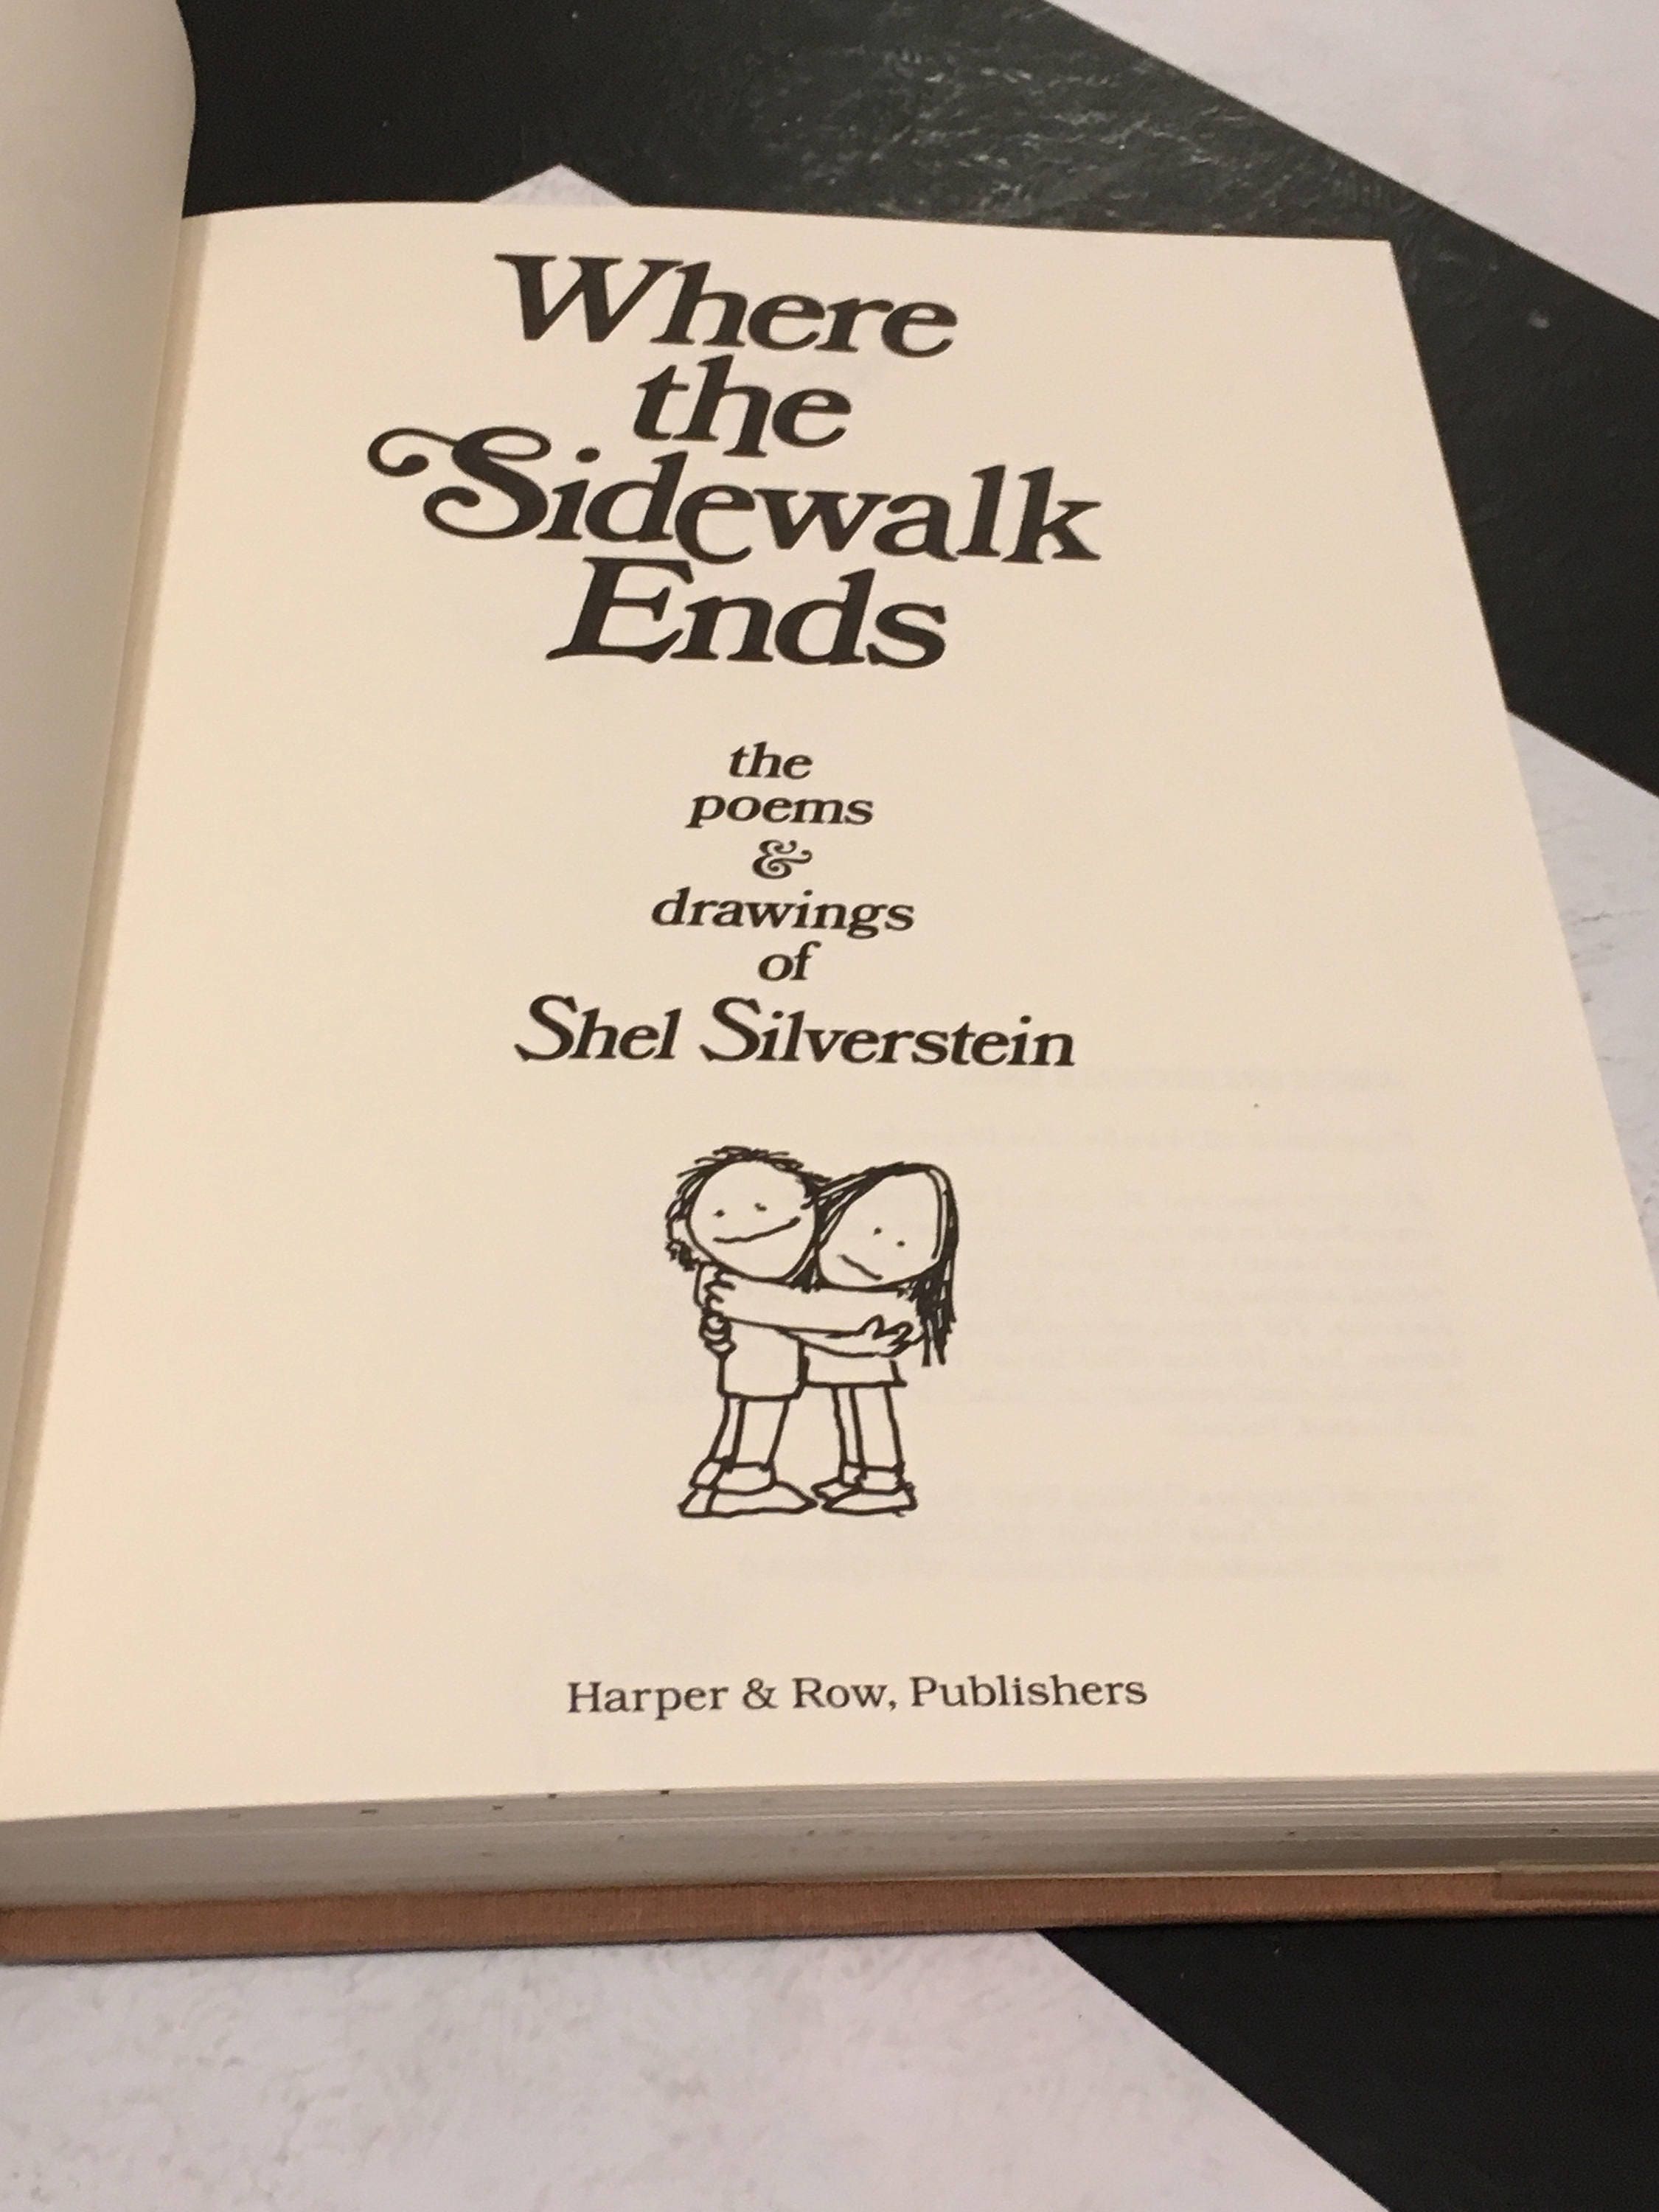 Where
the
Sidewalk
Ends
the
poems
&
drawings
of
Shel Silverstein
Harper & Row, Publishers